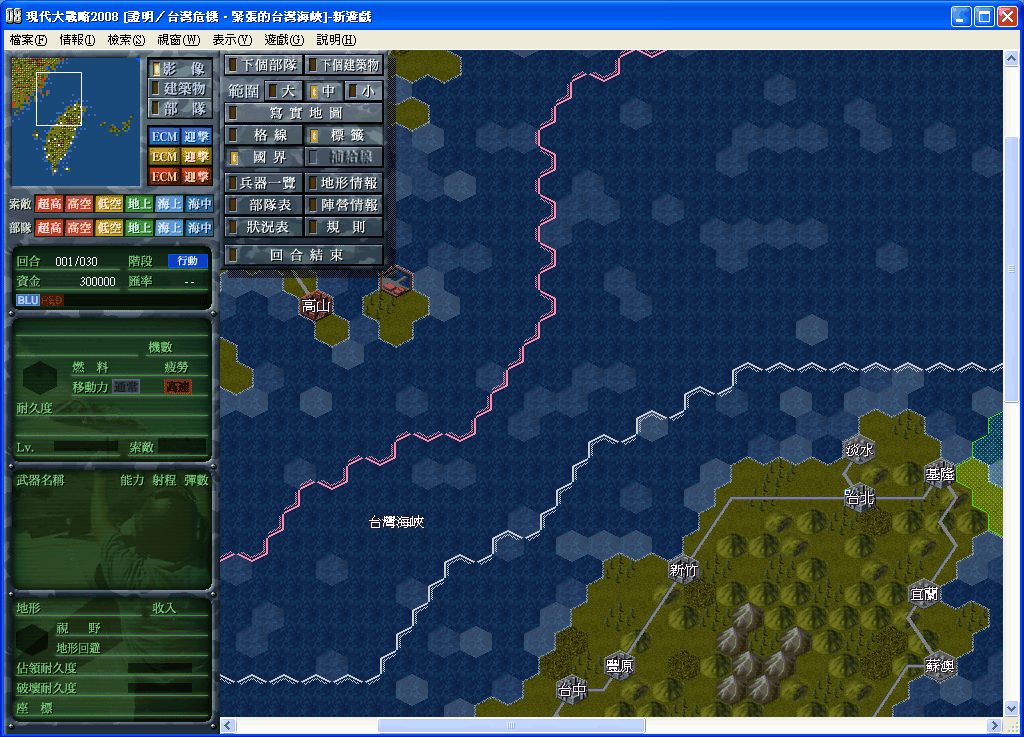 現代大戰略2008 [證明／台灣危機‧緊張的台灣海峽]-新遊戲
檔案(F) 情報(I) 檢索(S) 視窗(W) 表示(Y) 遊戲(G) 說明(H)
影 像
建築物
部 隊
ECM 迎擊
ECM 迎擊
ECM 迎擊
索敵 超高 高空 低空 地上 海上 海中
部隊 超高 高空 低空 地上 海上 海中
回合 001/030 階段 行動
資金 300000 匯率 --
BLU RED
機數
燃 料 疲勞
移動力 通常 高速
耐久度
Lv. 索敵
武器名稱 能力 射程 彈數
地形 收入
視 野
地形回避
佔領耐久度
破壞耐久度
座 標
下個部隊 下個建築物
範圍 大 中 小
寫 實 地 圖
格 線 標 籤
國 界 補給線
兵器一覽 地形情報
部隊表 陣營情報
狀況表 規 則
回 合 結 束
高山
台灣海峽
淡水
基隆
台北
新竹
宜蘭
豐原
蘇澳
台中